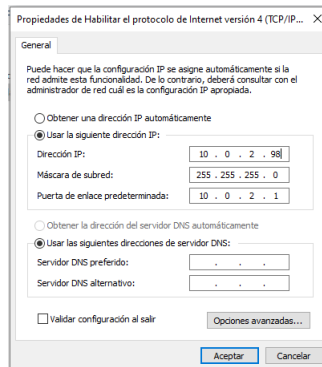 Propiedades de Habilitar el protocolo de Internet versión 4 (TCP/IP...
General
Puede hacer que la configuración IP se asigne automáticamente si la
red admite esta funcionalidad. De lo contrario, deberá consultar con el
administrador de red cuál es la configuración IP apropiada.
Obtener una dirección IP automáticamente
Usar la siguiente dirección IP:
Dirección IP: 10 . 0 . 2 . 98
Máscara de subred: 255 . 255 . 255 . 0
Puerta de enlace predeterminada: 10 . 0 . 2 . 1
Obtener la dirección del servidor DNS automáticamente
Usar las siguientes direcciones de servidor DNS:
Servidor DNS preferido: . . .
Servidor DNS alternativo: . . .
Validar configuración al salir Opciones avanzadas...
Aceptar Cancelar